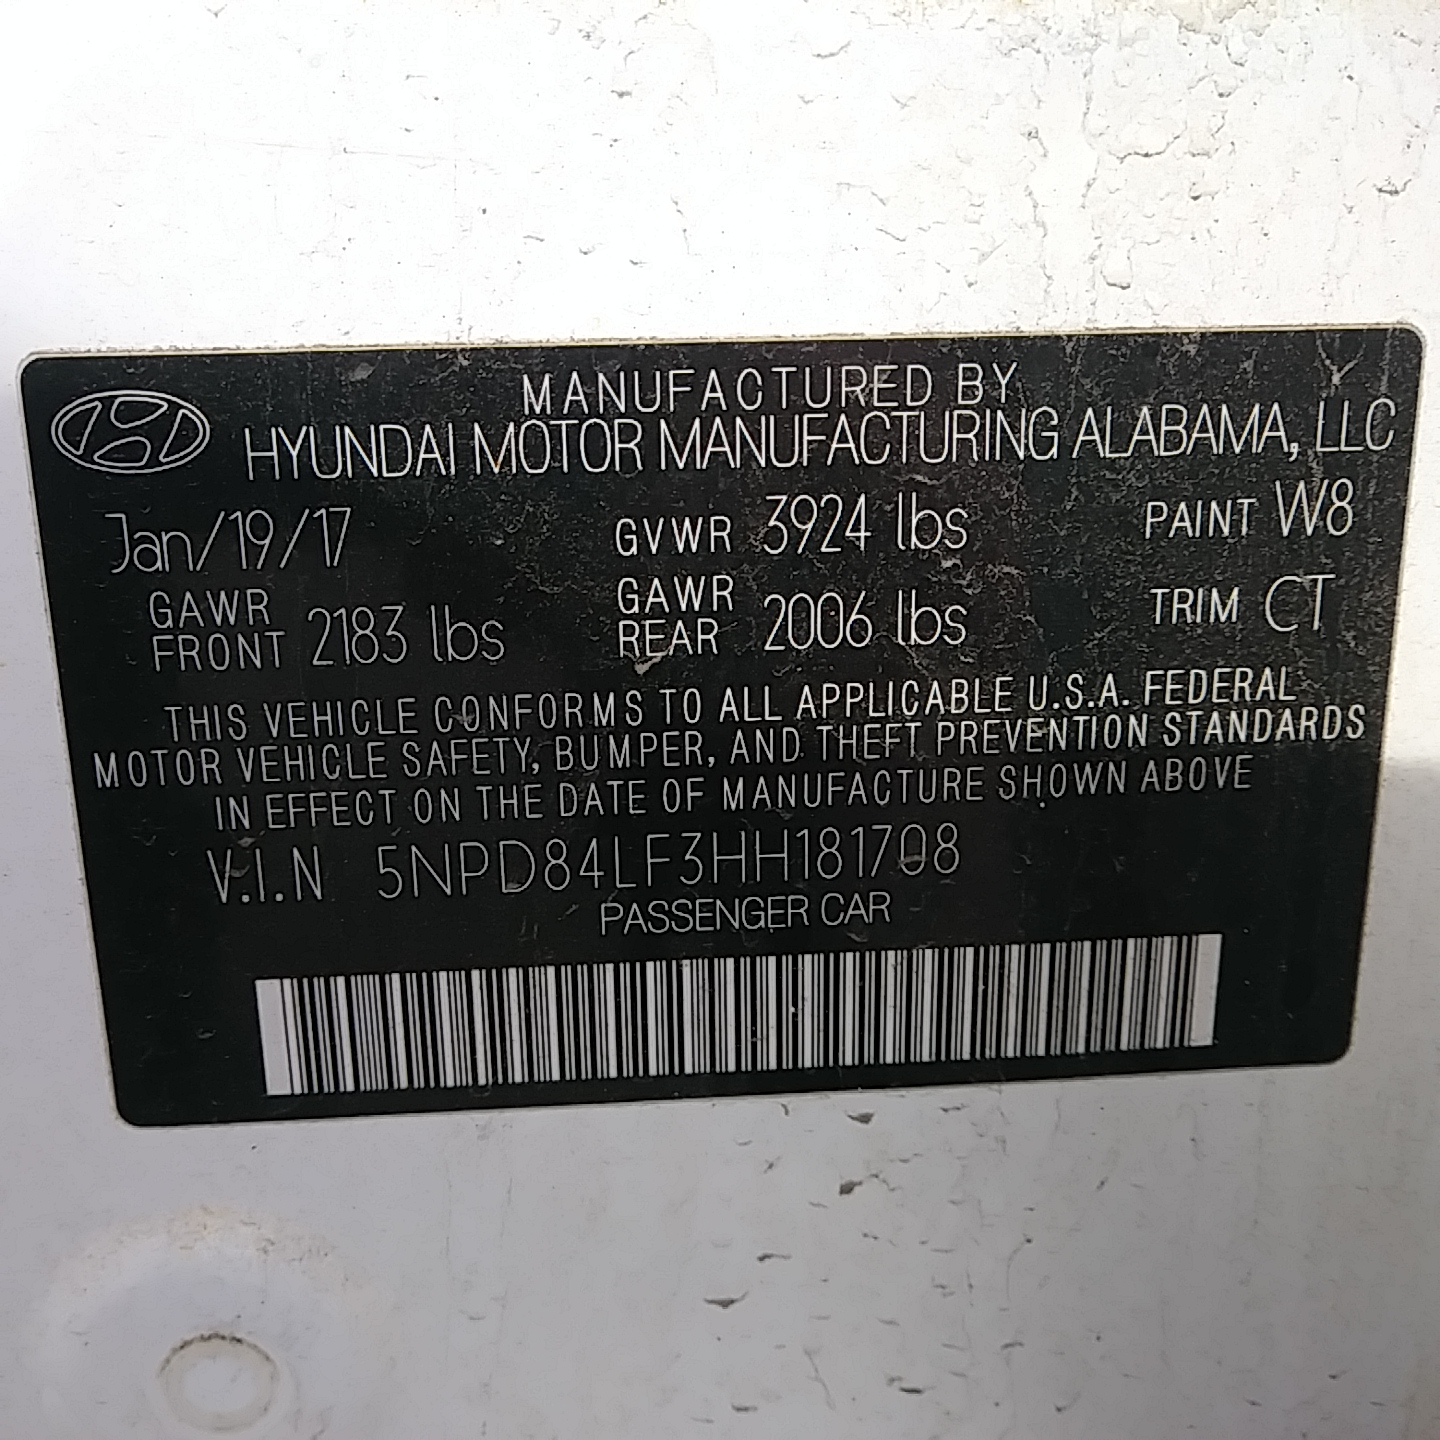 MANUFACTURED BY
HYUNDAI MOTOR MANUFACTURING ALABAMA, LLC
Jan/19/17 GVWR 3924 lbs PAINT W8
GAWR FRONT 2183 lbs GAWR REAR 2006 lbs TRIM CT
THIS VEHICLE CONFORMS TO ALL APPLICABLE U.S.A. FEDERAL
MOTOR VEHICLE SAFETY, BUMPER, AND THEFT PREVENTION STANDARDS
IN EFFECT ON THE DATE OF MANUFACTURE SHOWN ABOVE
V.I.N 5NPD84LF3HH181708
PASSENGER CAR